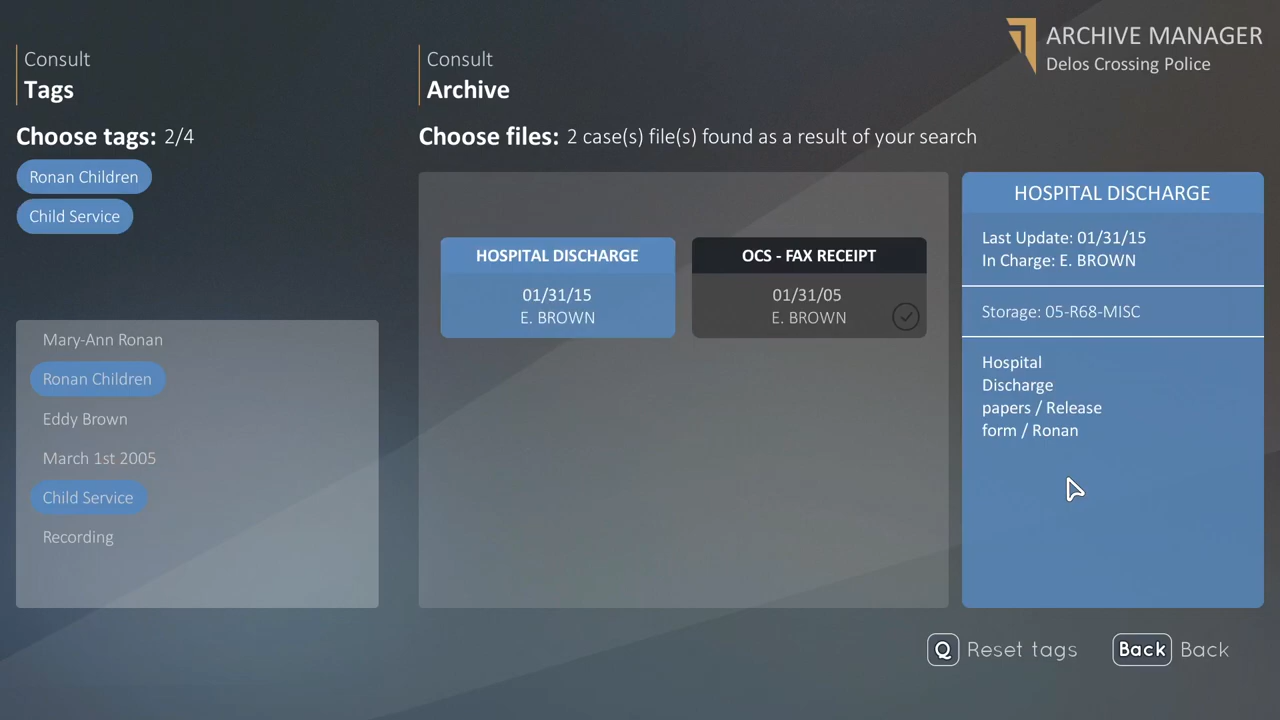 ARCHIVE MANAGER
Delos Crossing Police
Consult
Tags
Choose tags: 2/4
Ronan Children
Child Service
Mary-Ann Ronan
Ronan Children
Eddy Brown
March 1st 2005
Child Service
Recording
Consult
Archive
Choose files: 2 case(s) file(s) found as a result of your search
HOSPITAL DISCHARGE
01/31/15
E. BROWN
OCS - FAX RECEIPT
01/31/05
E. BROWN
HOSPITAL DISCHARGE
Last Update: 01/31/15
In Charge: E. BROWN
Storage: 05-R68-MISC
Hospital
Discharge
papers / Release
form / Ronan
Q Reset tags
Back Back